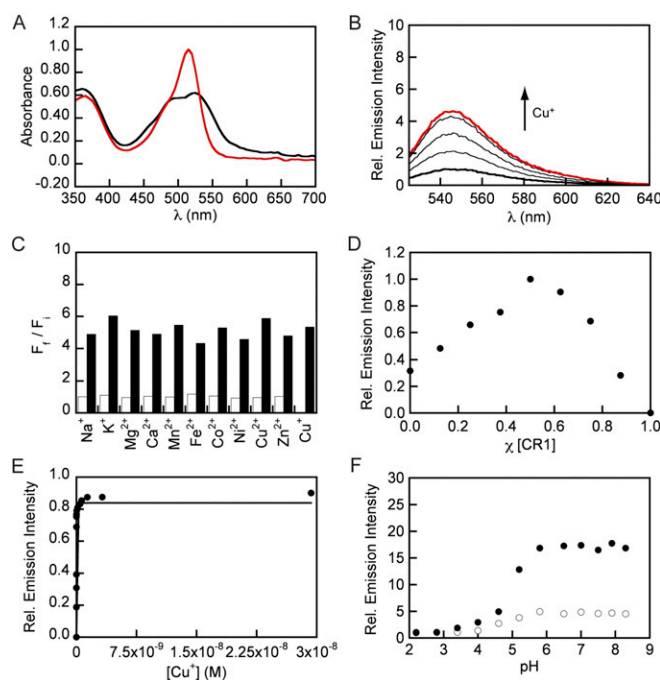 A
1.2
1.0
0.80
0.60
0.40
0.20
0.0
-0.20
Absorbance
350 400 450 500 550 600 650 700
λ (nm)
B
10
8
6
4
2
0
Rel. Emission Intensity
Cu⁺
560 580 600 620 640
λ (nm)
C
10
8
6
4
2
0
F_f / F_i
Na⁺ K⁺ Mg²⁺ Ca²⁺ Mn²⁺ Fe²⁺ Co²⁺ Ni²⁺ Cu²⁺ Zn²⁺ Cu⁺
D
1.2
1.0
0.8
0.6
0.4
0.2
0.0
Rel. Emission Intensity
0.0 0.2 0.4 0.6 0.8 1.0
χ [CR1]
E
1.0
0.8
0.6
0.4
0.2
0.0
Rel. Emission Intensity
0 7.5x10⁻⁹ 1.5x10⁻⁸ 2.25x10⁻⁸ 3x10⁻⁸
[Cu⁺] (M)
F
30
25
20
15
10
5
0
Rel. Emission Intensity
2 3 4 5 6 7 8 9
pH